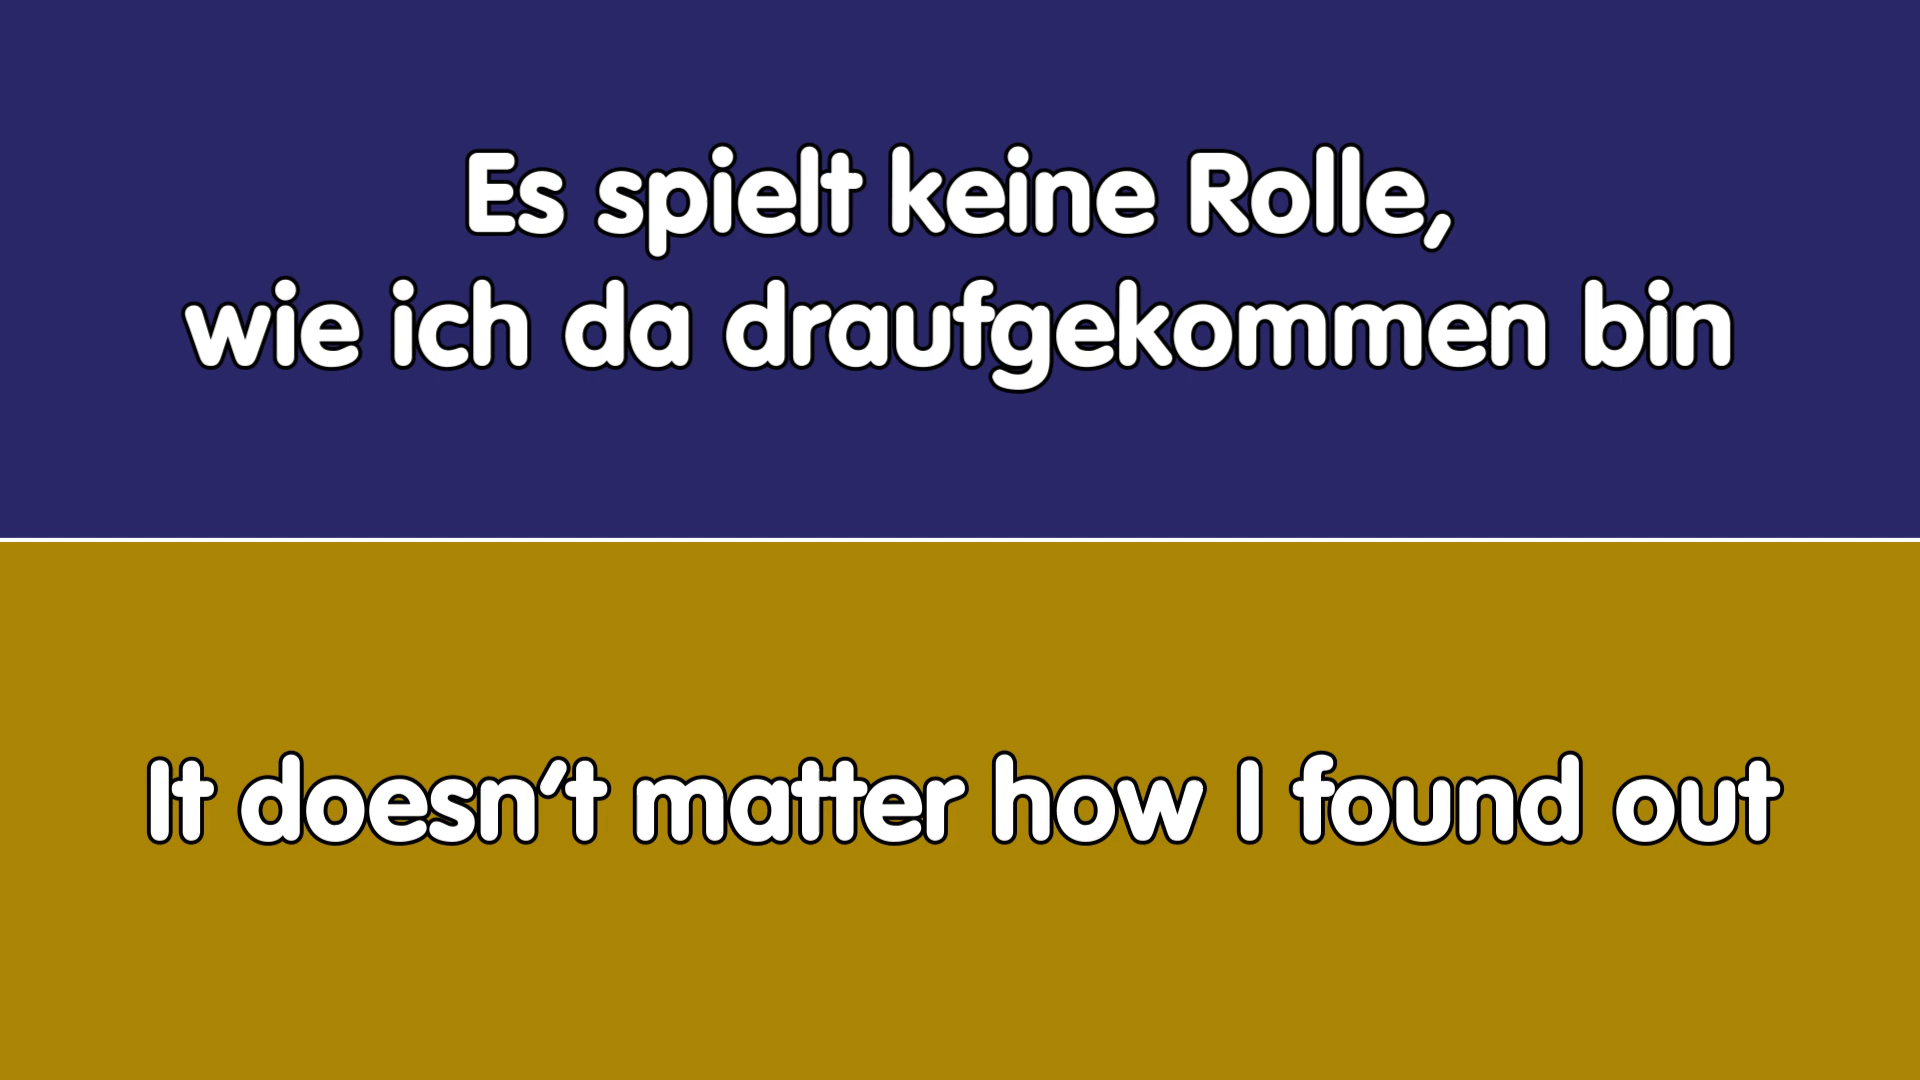 Es spielt keine Rolle,
wie ich da draufgekommen bin
It doesn't matter how I found out